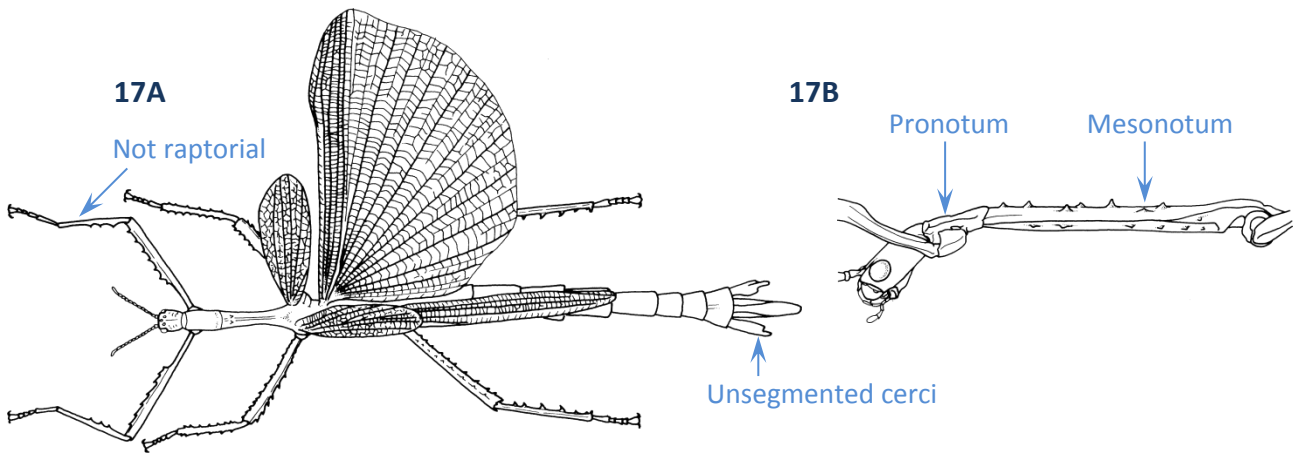 17A
Not raptorial
17B
Pronotum
Mesonotum
Unsegmented cerci